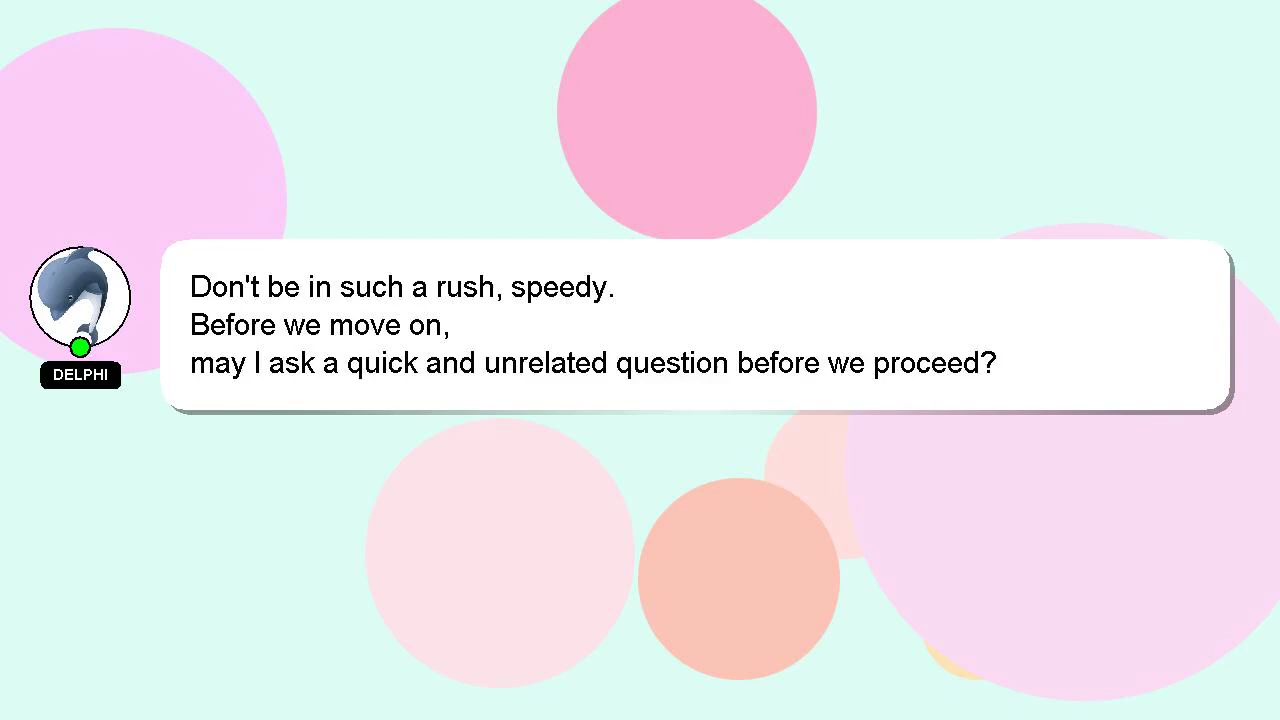 Don't be in such a rush, speedy.
Before we move on,
may I ask a quick and unrelated question before we proceed?
DELPHI